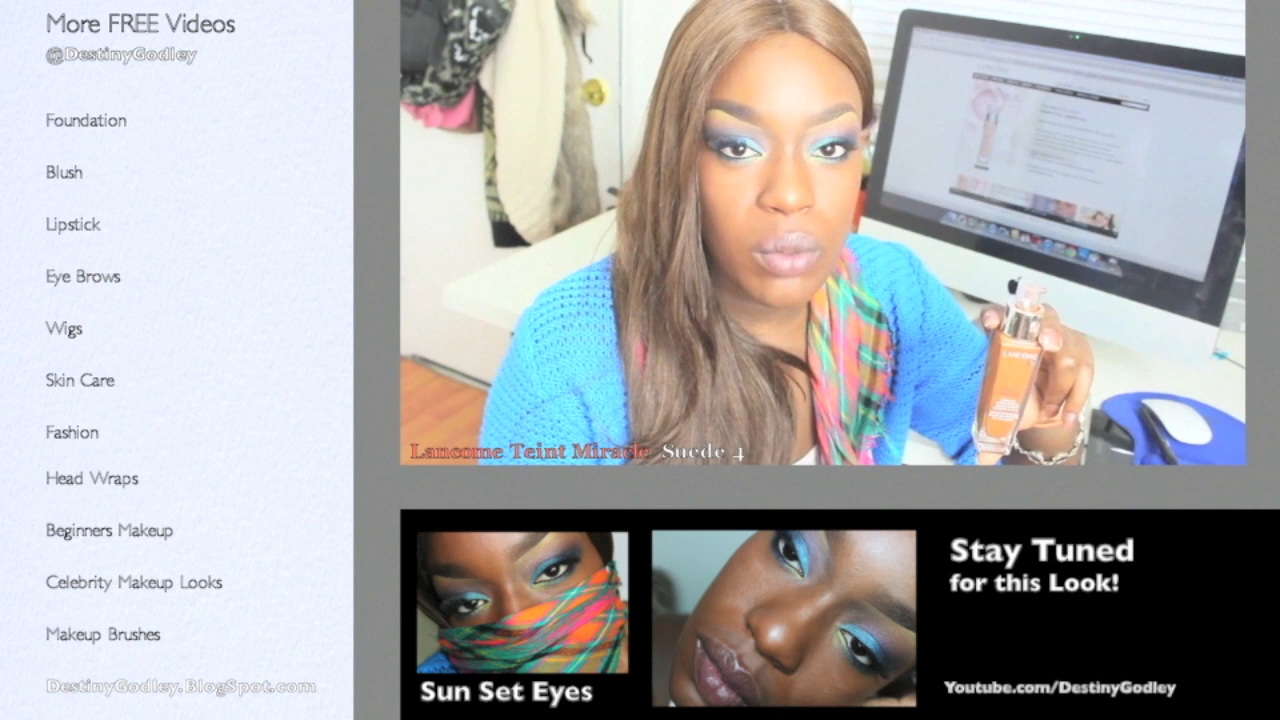 More FREE Videos
@DestinyGodley
Foundation
Blush
Lipstick
Eye Brows
Wigs
Skin Care
Fashion
Head Wraps
Beginners Makeup
Celebrity Makeup Looks
Makeup Brushes
DestinyGodley.BlogSpot.com
LANCÔME
Lancome Teint Miracle Suede 4
Stay Tuned
for this Look!
Sun Set Eyes
Youtube.com/DestinyGodley